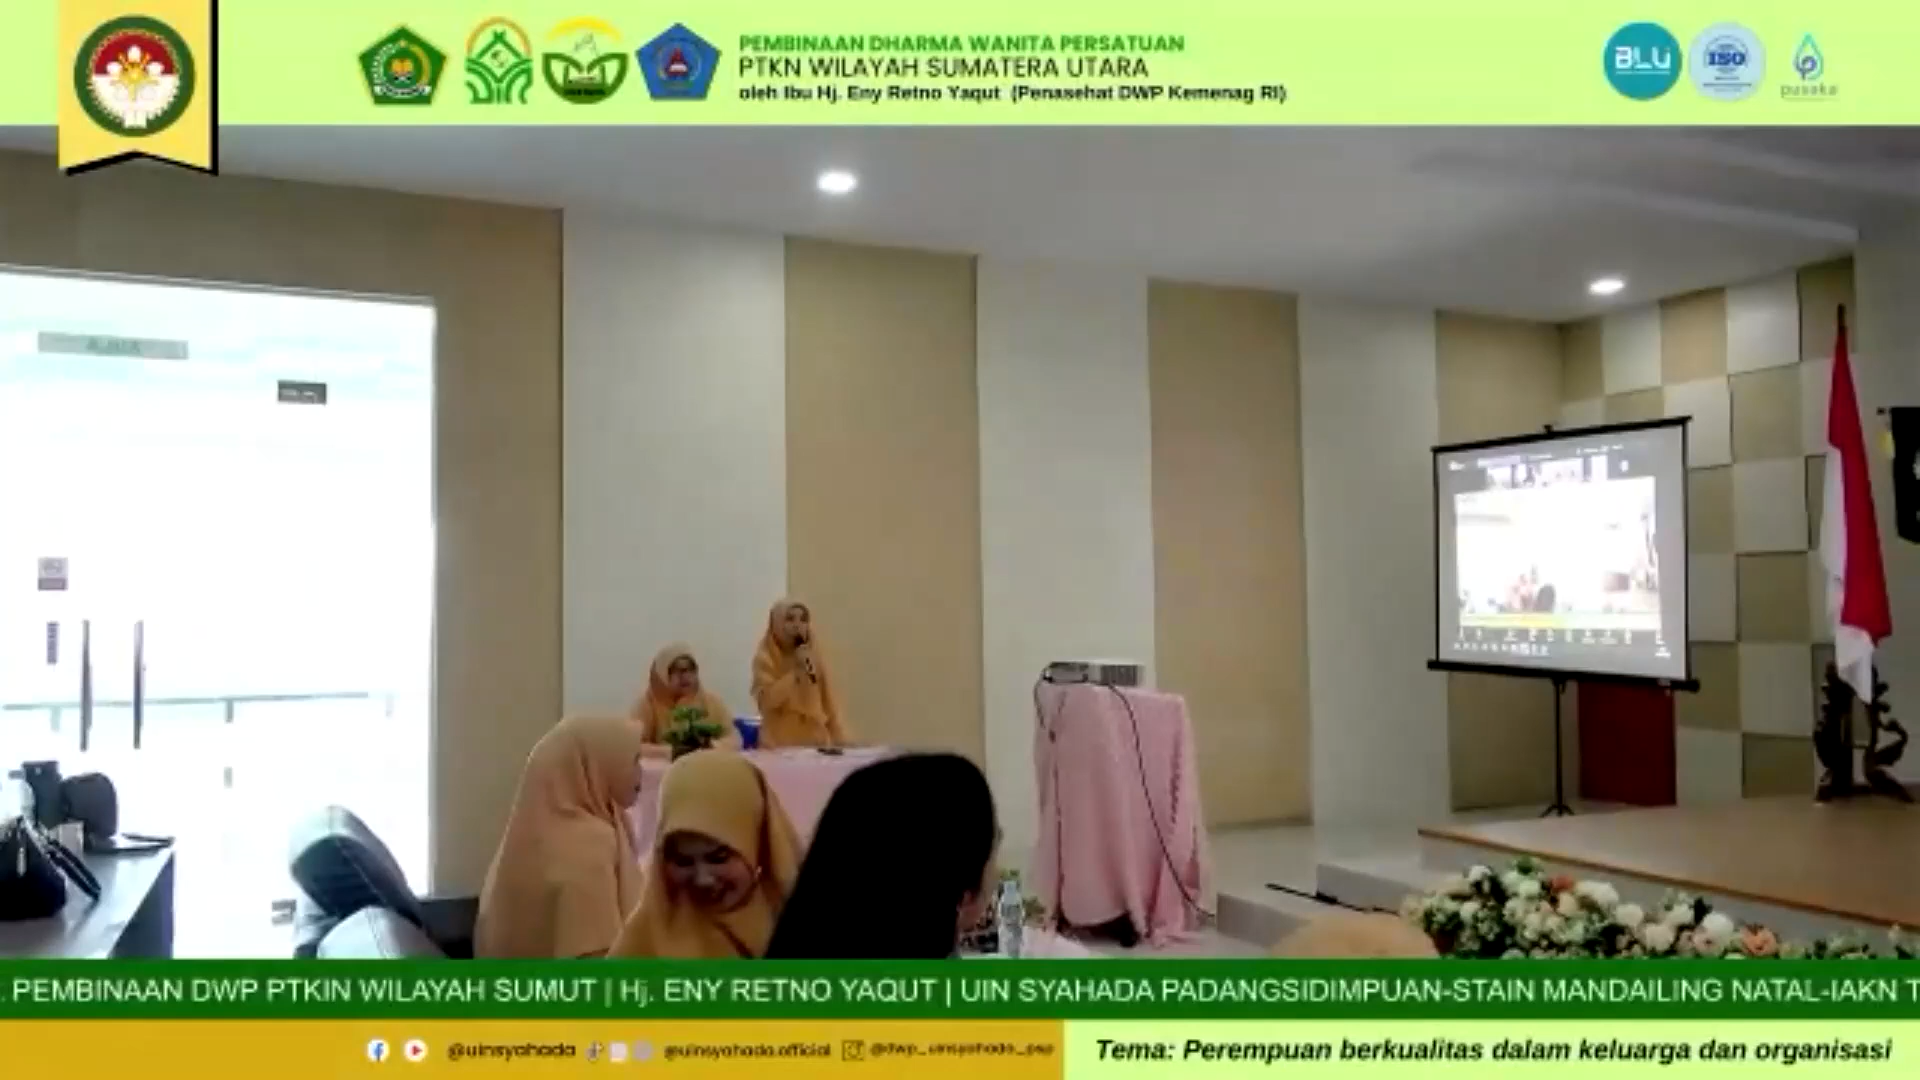 PEMBINAAN DHARMA WANITA PERSATUAN
PTKN WILAYAH SUMATERA UTARA
oleh Ibu Hj. Eny Retno Yaqut (Penasehat DWP Kemenag RI)
BLU
ISO
pusaka
PEMBINAAN DWP PTKIN WILAYAH SUMUT | Hj. ENY RETNO YAQUT | UIN SYAHADA PADANGSIDIMPUAN-STAIN MANDAILING NATAL-IAKN T
@uinsyahada @uinsyahada.official @dwp_uinsyahada_psp
Tema: Perempuan berkualitas dalam keluarga dan organisasi